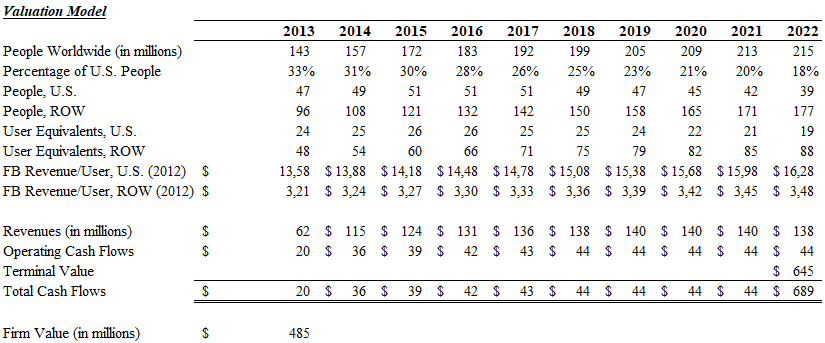 Valuation Model
2013 2014 2015 2016 2017 2018 2019 2020 2021 2022
People Worldwide (in millions) 143 157 172 183 192 199 205 209 213 215
Percentage of U.S. People 33% 31% 30% 28% 26% 25% 23% 21% 20% 18%
People, U.S. 47 49 51 51 51 49 47 45 42 39
People, ROW 96 108 121 132 142 150 158 165 171 177
User Equivalents, U.S. 24 25 26 26 25 25 24 22 21 19
User Equivalents, ROW 48 54 60 66 71 75 79 82 85 88
FB Revenue/User, U.S. (2012) $ 13,58 $ 13,88 $ 14,18 $ 14,48 $ 14,78 $ 15,08 $ 15,38 $ 15,68 $ 15,98 $ 16,28
FB Revenue/User, ROW (2012) $ 3,21 $ 3,24 $ 3,27 $ 3,30 $ 3,33 $ 3,36 $ 3,39 $ 3,42 $ 3,45 $ 3,48
Revenues (in millions) $ 62 $ 115 $ 124 $ 131 $ 136 $ 138 $ 140 $ 140 $ 140 $ 138
Operating Cash Flows $ 20 $ 36 $ 39 $ 42 $ 43 $ 44 $ 44 $ 44 $ 44 $ 44
Terminal Value $ 645
Total Cash Flows $ 20 $ 36 $ 39 $ 42 $ 43 $ 44 $ 44 $ 44 $ 44 $ 689
Firm Value (in millions) $ 485